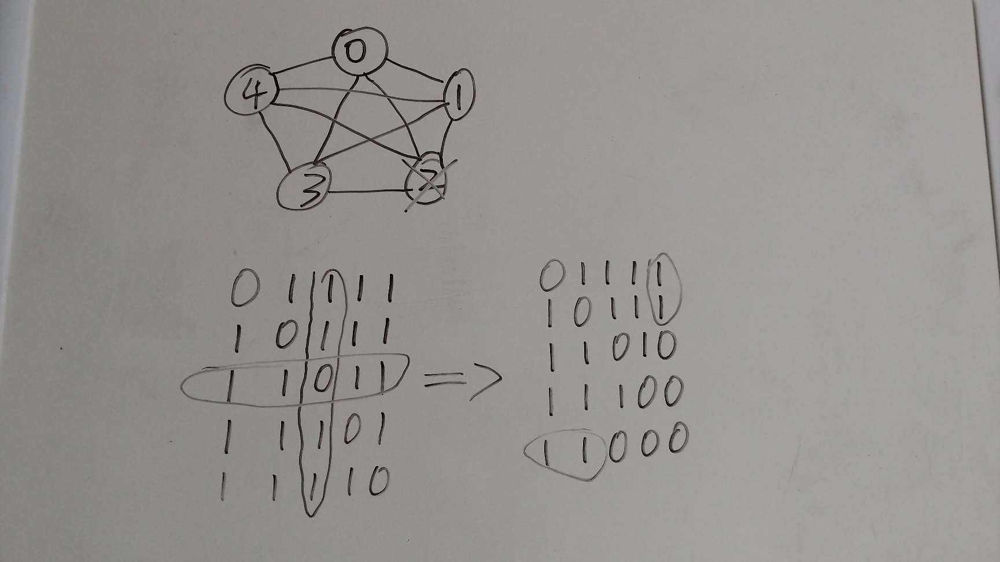 0
4
1
3
2
0 1 1 1 1
1 0 1 1 1
1 1 0 1 1
1 1 1 0 1
1 1 1 1 0
=>
0 1 1 1 1
1 0 1 1 1
1 1 0 1 0
1 1 1 0 0
1 1 0 0 0